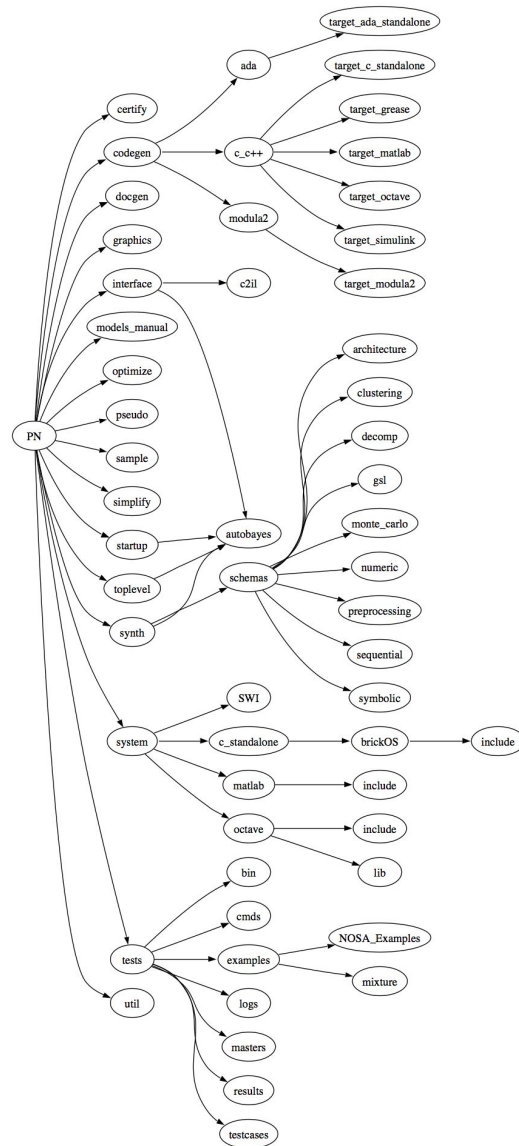 target_ada_standalone
ada
target_c_standalone
certify
target_grease
codegen
c_c++
target_matlab
docgen
target_octave
modula2
graphics
target_simulink
interface
c2il
target_modula2
models_manual
architecture
optimize
clustering
pseudo
decomp
PN
sample
gsl
simplify
monte_carlo
startup
autobayes
numeric
toplevel
schemas
preprocessing
synth
sequential
symbolic
SWI
system
c_standalone
brickOS
include
matlab
include
octave
include
bin
lib
cmds
NOSA_Examples
tests
examples
mixture
util
logs
masters
results
testcases